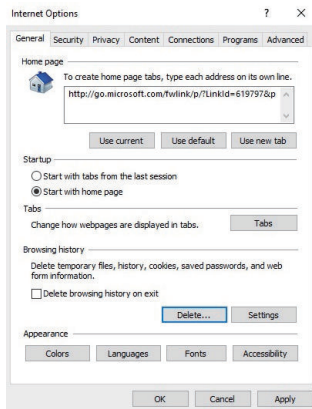 Internet Options ? X
General Security Privacy Content Connections Programs Advanced
Home page
To create home page tabs, type each address on its own line.
http://go.microsoft.com/fwlink/p/?LinkId=619797&p
Use current Use default Use new tab
Startup
Start with tabs from the last session
Start with home page
Tabs
Change how webpages are displayed in tabs. Tabs
Browsing history
Delete temporary files, history, cookies, saved passwords, and web
form information.
Delete browsing history on exit
Delete... Settings
Appearance
Colors Languages Fonts Accessibility
OK Cancel Apply